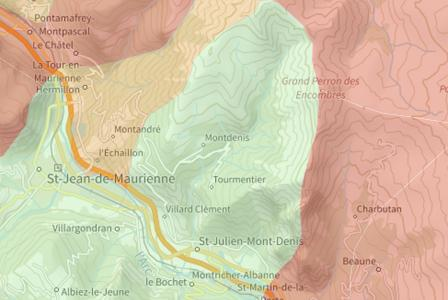 Pontamafrey-
Montpascal
Le Châtel
La Tour-en-
Maurienne
Hermillon
Grand Perron des
Encombres
Montandré
Montdenis
l'Échaillon
St-Jean-de-Maurienne
Tourmentier
Villard Clément
Charbutan
Villargondran
St-Julien-Mont-Denis
l'Arc
Beaune
Montricher-Albanne
le Bochet
St-Martin-de-la
Albiez-le-Jeune